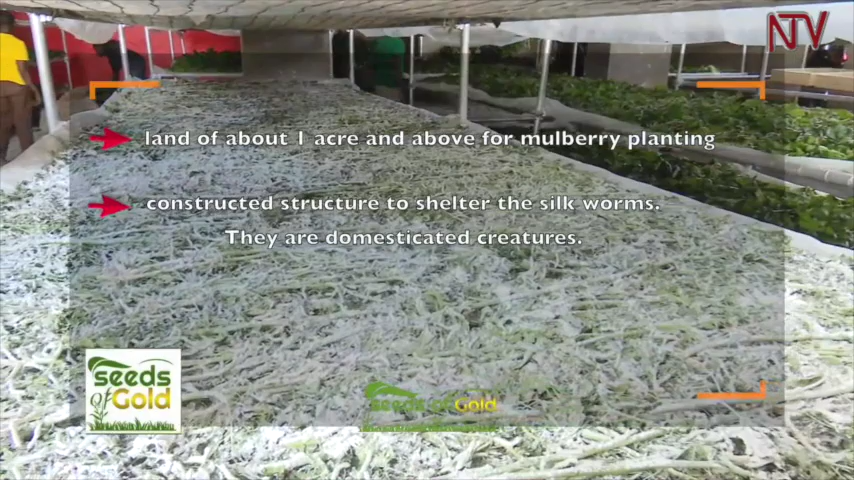 NTV
land of about 1 acre and above for mulberry planting
constructed structure to shelter the silk worms.
They are domesticated creatures.
seeds
of Gold
seeds of Gold